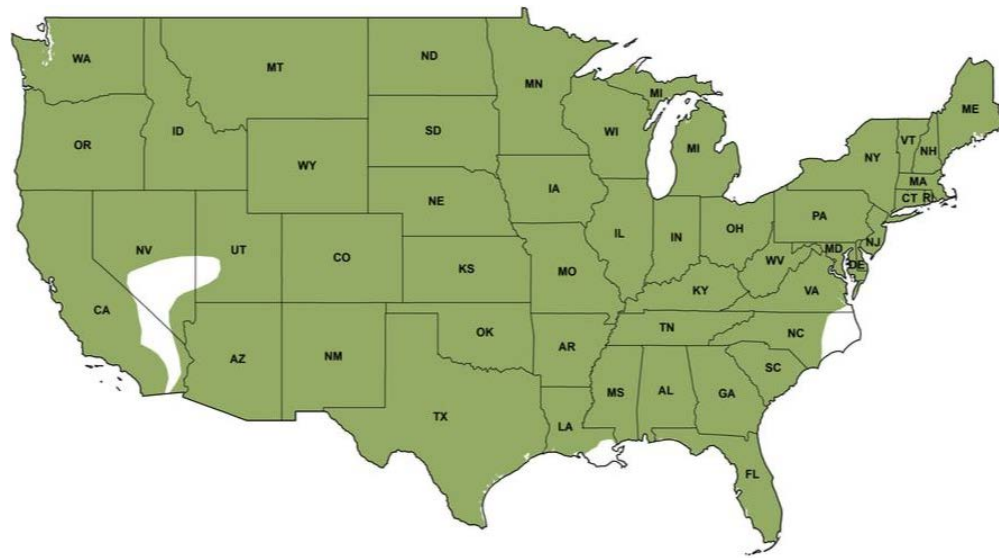 WA
MT
ND
MN
MI
ME
OR
ID
SD
WI
MI
NY
VT
NH
WY
MA
CT RI
IA
NE
PA
NV
UT
CO
IL
IN
OH
NJ
MD
DE
CA
KS
MO
WV
KY
VA
AZ
NM
OK
AR
TN
NC
SC
TX
LA
MS
AL
GA
FL